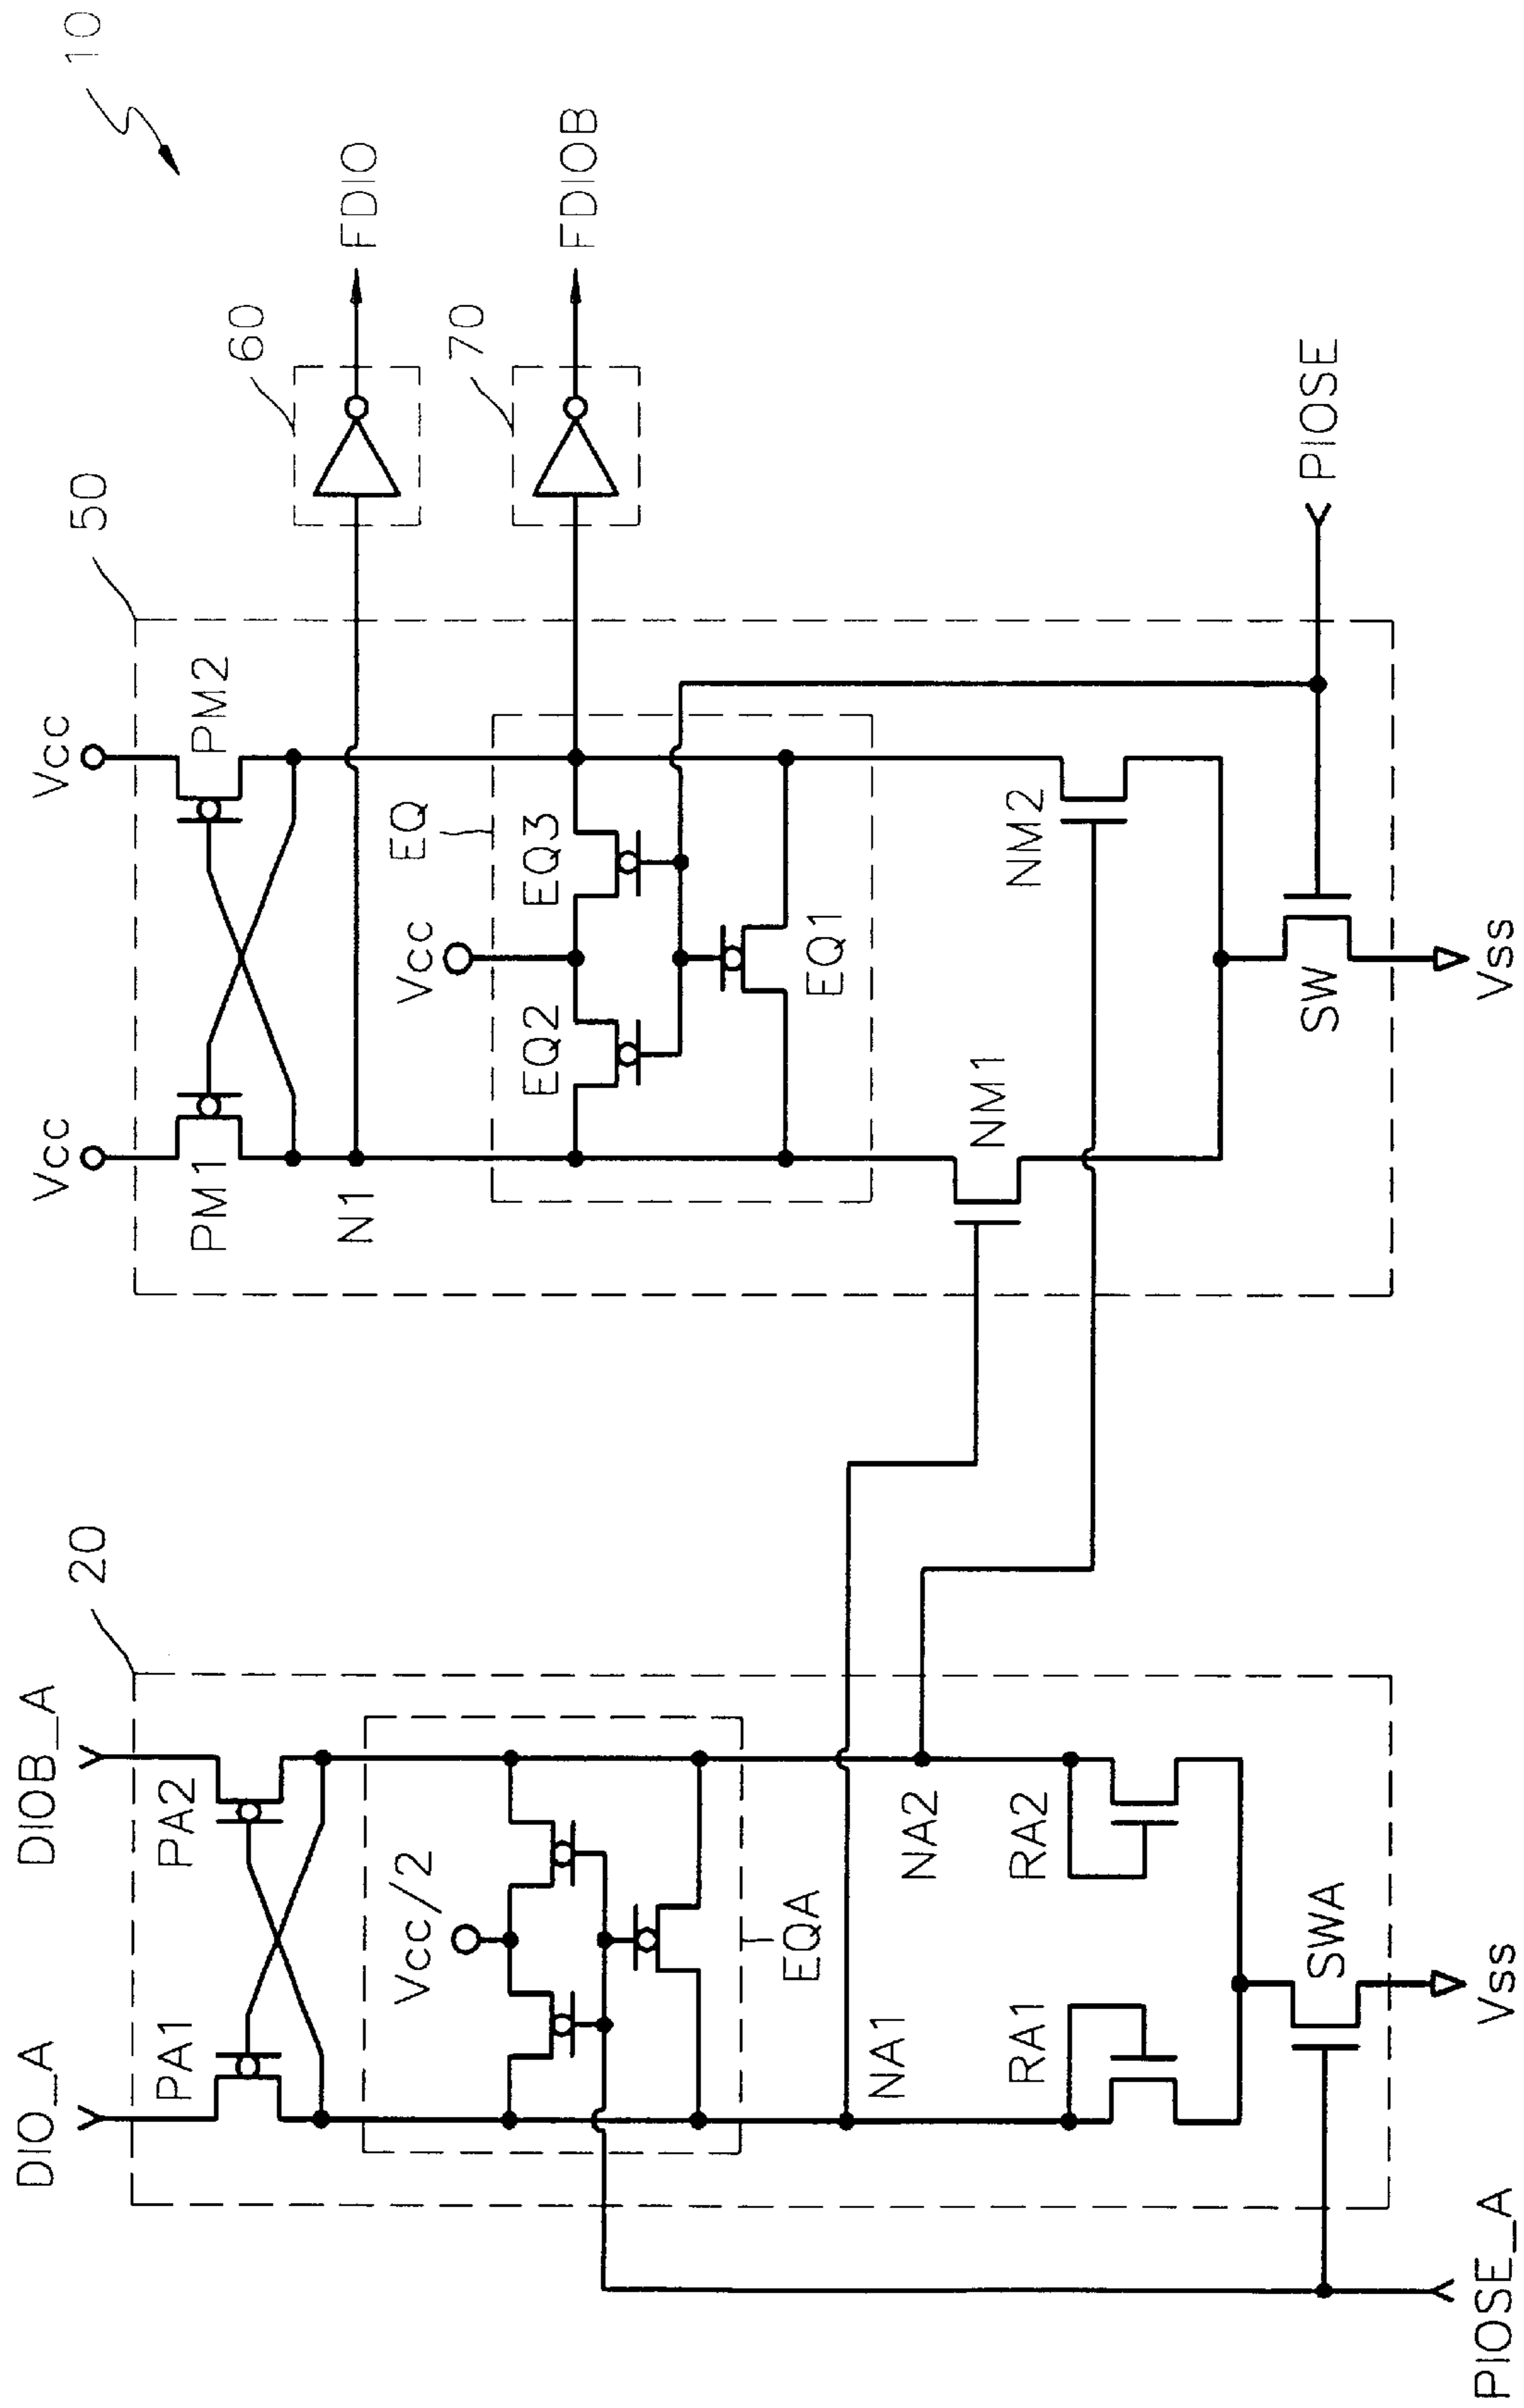 10
20
50
60
70
DIO_A
DIOB_A
PA1
PA2
Vcc/2
EQA
NA1
NA2
RA1
RA2
SWA
Vss
PIOSE_A
Vcc
Vcc
PM1
PM2
N1
EQ
Vcc
EQ2
EQ3
EQ1
NM1
NM2
SW
Vss
PIOSE
FDIO
FDIOB